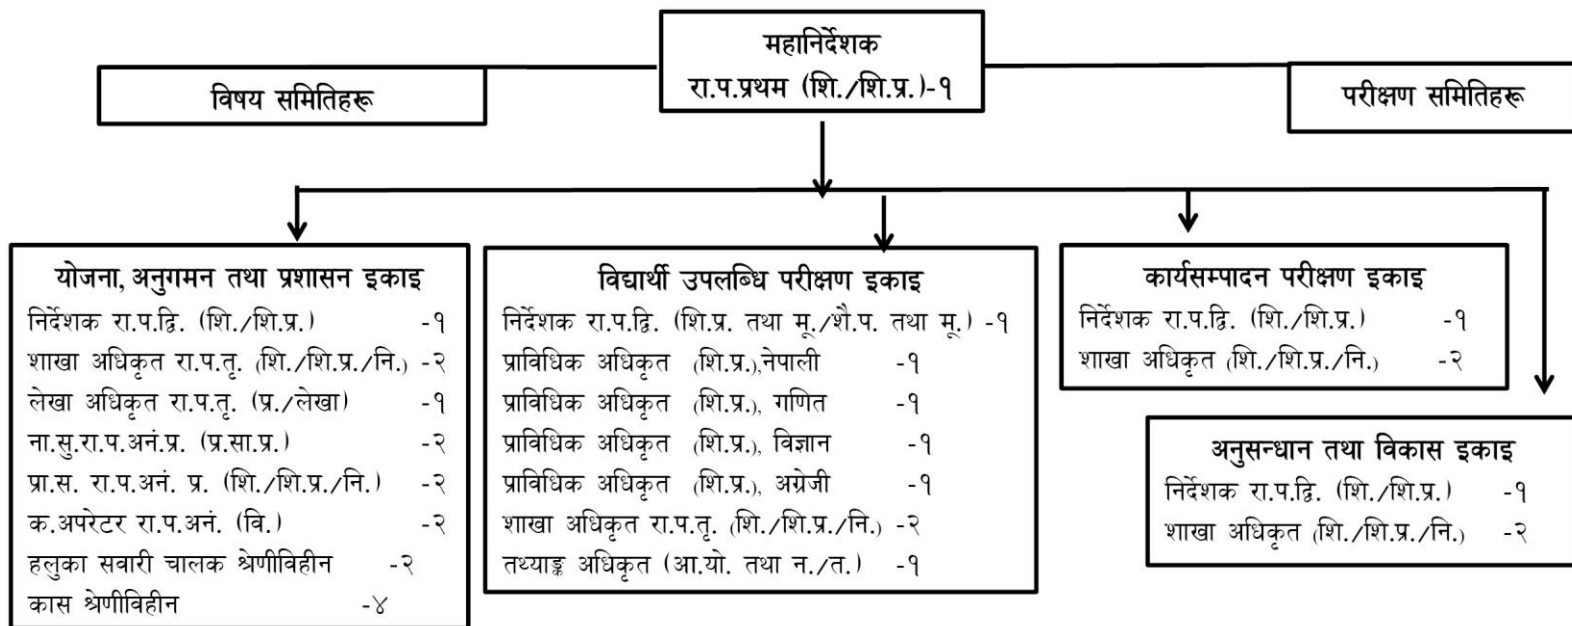 महानिर्देशक
रा.प.प्रथम (शि./शि.प्र.)-१
विषय समितिहरू
परीक्षण समितिहरू
योजना, अनुगमन तथा प्रशासन इकाइ
निर्देशक रा.प.द्वि. (शि./शि.प्र.) -१
शाखा अधिकृत रा.प.तृ. (शि./शि.प्र./नि.) -२
लेखा अधिकृत रा.प.तृ. (प्र./लेखा) -१
ना.सु.रा.प.अनं.प्र. (प्र.सा.प्र.) -२
प्रा.स. रा.प.अनं. प्र. (शि./शि.प्र./नि.) -२
क.अपरेटर रा.प.अनं. (वि.) -२
हलुका सवारी चालक श्रेणीविहीन -२
कास श्रेणीविहीन -४
विद्यार्थी उपलब्धि परीक्षण इकाइ
निर्देशक रा.प.द्वि. (शि.प्र. तथा मू./शै.प. तथा मू.) -१
प्राविधिक अधिकृत (शि.प्र.),नेपाली -१
प्राविधिक अधिकृत (शि.प्र.), गणित -१
प्राविधिक अधिकृत (शि.प्र.), विज्ञान -१
प्राविधिक अधिकृत (शि.प्र.), अग्रेजी -१
शाखा अधिकृत रा.प.तृ. (शि./शि.प्र./नि.) -२
तथ्याङ्क अधिकृत (आ.यो. तथा न./त.) -१
कार्यसम्पादन परीक्षण इकाइ
निर्देशक रा.प.द्वि. (शि./शि.प्र.) -१
शाखा अधिकृत (शि./शि.प्र./नि.) -२
अनुसन्धान तथा विकास इकाइ
निर्देशक रा.प.द्वि. (शि./शि.प्र.) -१
शाखा अधिकृत (शि./शि.प्र./नि.) -२